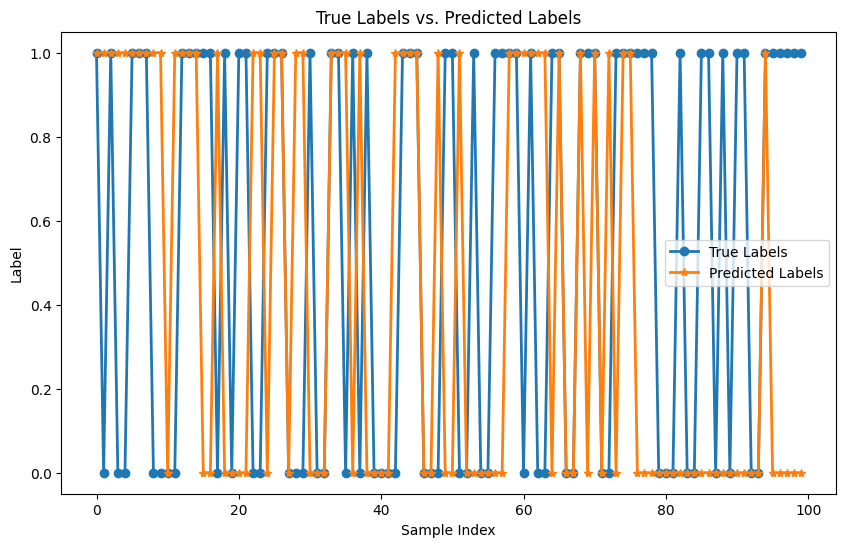 True Labels vs. Predicted Labels
1.0
0.8
0.6
0.4
0.2
0.0
Label
True Labels
Predicted Labels
0
20
40
60
80
100
Sample Index